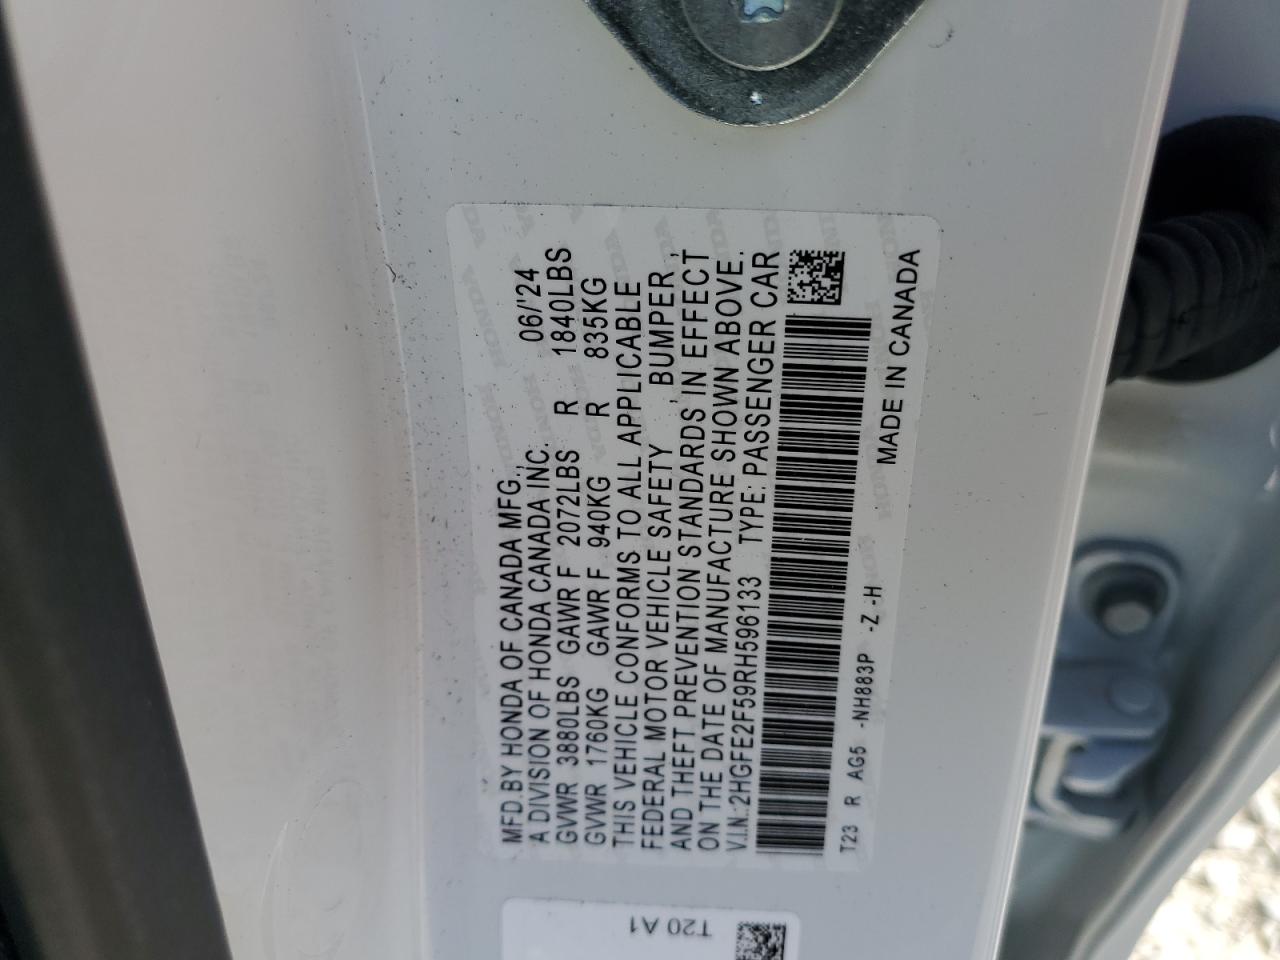 MFD.BY HONDA OF CANADA MFG., 06/'24
A DIVISION OF HONDA CANADA INC.
GVWR 3880LBS GAWR F 2072LBS R 1840LBS
GVWR 1760KG GAWR F 940KG R 835KG
THIS VEHICLE CONFORMS TO ALL APPLICABLE
FEDERAL MOTOR VEHICLE SAFETY , BUMPER ,
AND THEFT PREVENTION STANDARDS IN EFFECT
ON THE DATE OF MANUFACTURE SHOWN ABOVE.
V.I.N.:2HGFE2F59RH596133 TYPE: PASSENGER CAR
T23 R AG5 -NH883P -Z -H
MADE IN CANADA
T20 A1